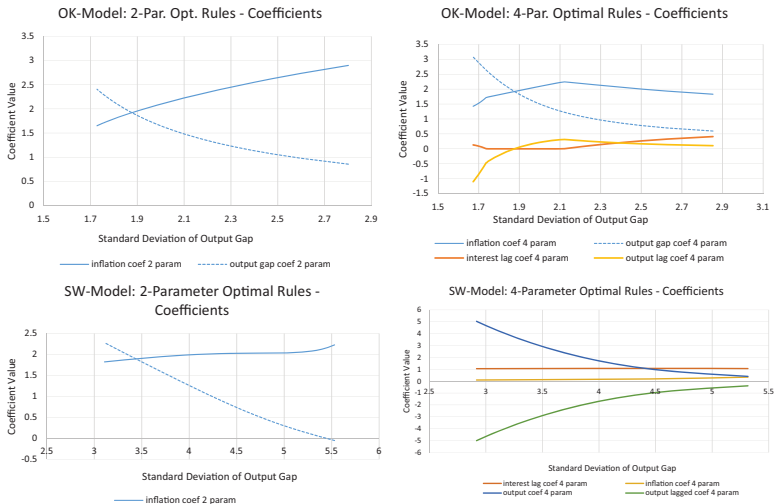 OK-Model: 2-Par. Opt. Rules - Coefficients
3.5
3
2.5
2
1.5
1
0.5
0
Coefficient Value
1.5 1.7 1.9 2.1 2.3 2.5 2.7 2.9
Standard Deviation of Output Gap
inflation coef 2 param output gap coef 2 param
OK-Model: 4-Par. Optimal Rules - Coefficients
3.5
3
2.5
2
1.5
1
0.5
0
-0.5
-1
-1.5
Coefficient Value
1.5 1.7 1.9 2.1 2.3 2.5 2.7 2.9 3.1
Standard Deviation of Output Gap
inflation coef 4 param output gap coef 4 param
interest lag coef 4 param output lag coef 4 param
SW-Model: 2-Parameter Optimal Rules -
Coefficients
2.5
2
1.5
1
0.5
0
-0.5
Coefficient Value
2.5 3 3.5 4 4.5 5 5.5 6
Standard Deviation of Output Gap
inflation coef 2 param
SW-Model: 4-Parameter Optimal Rules - Coefficients
6
5
4
3
2
1
0
-1
-2
-3
-4
-5
-6
Coefficient Value
2.5 3 3.5 4 4.5 5 5.5
Standard Deviation of Output Gap
interest lag coef 4 param inflation coef 4 param
output coef 4 param output lagged coef 4 param